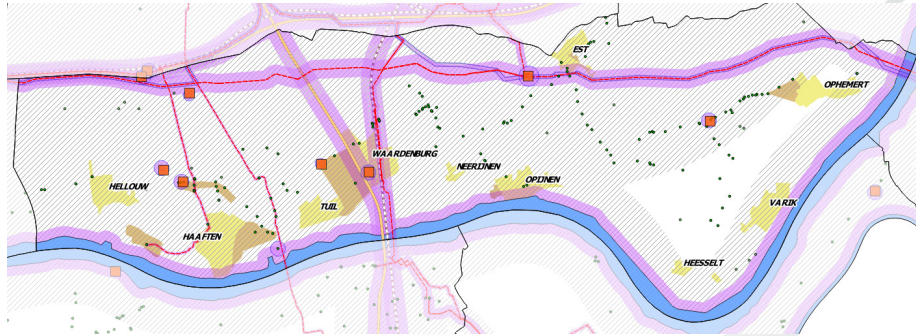 EST
OPHEMERT
WAARDENBURG
NEERIJNEN
OPIJNEN
HELLOUW
TUIL
VARIK
HAAFTEN
HEESSELT